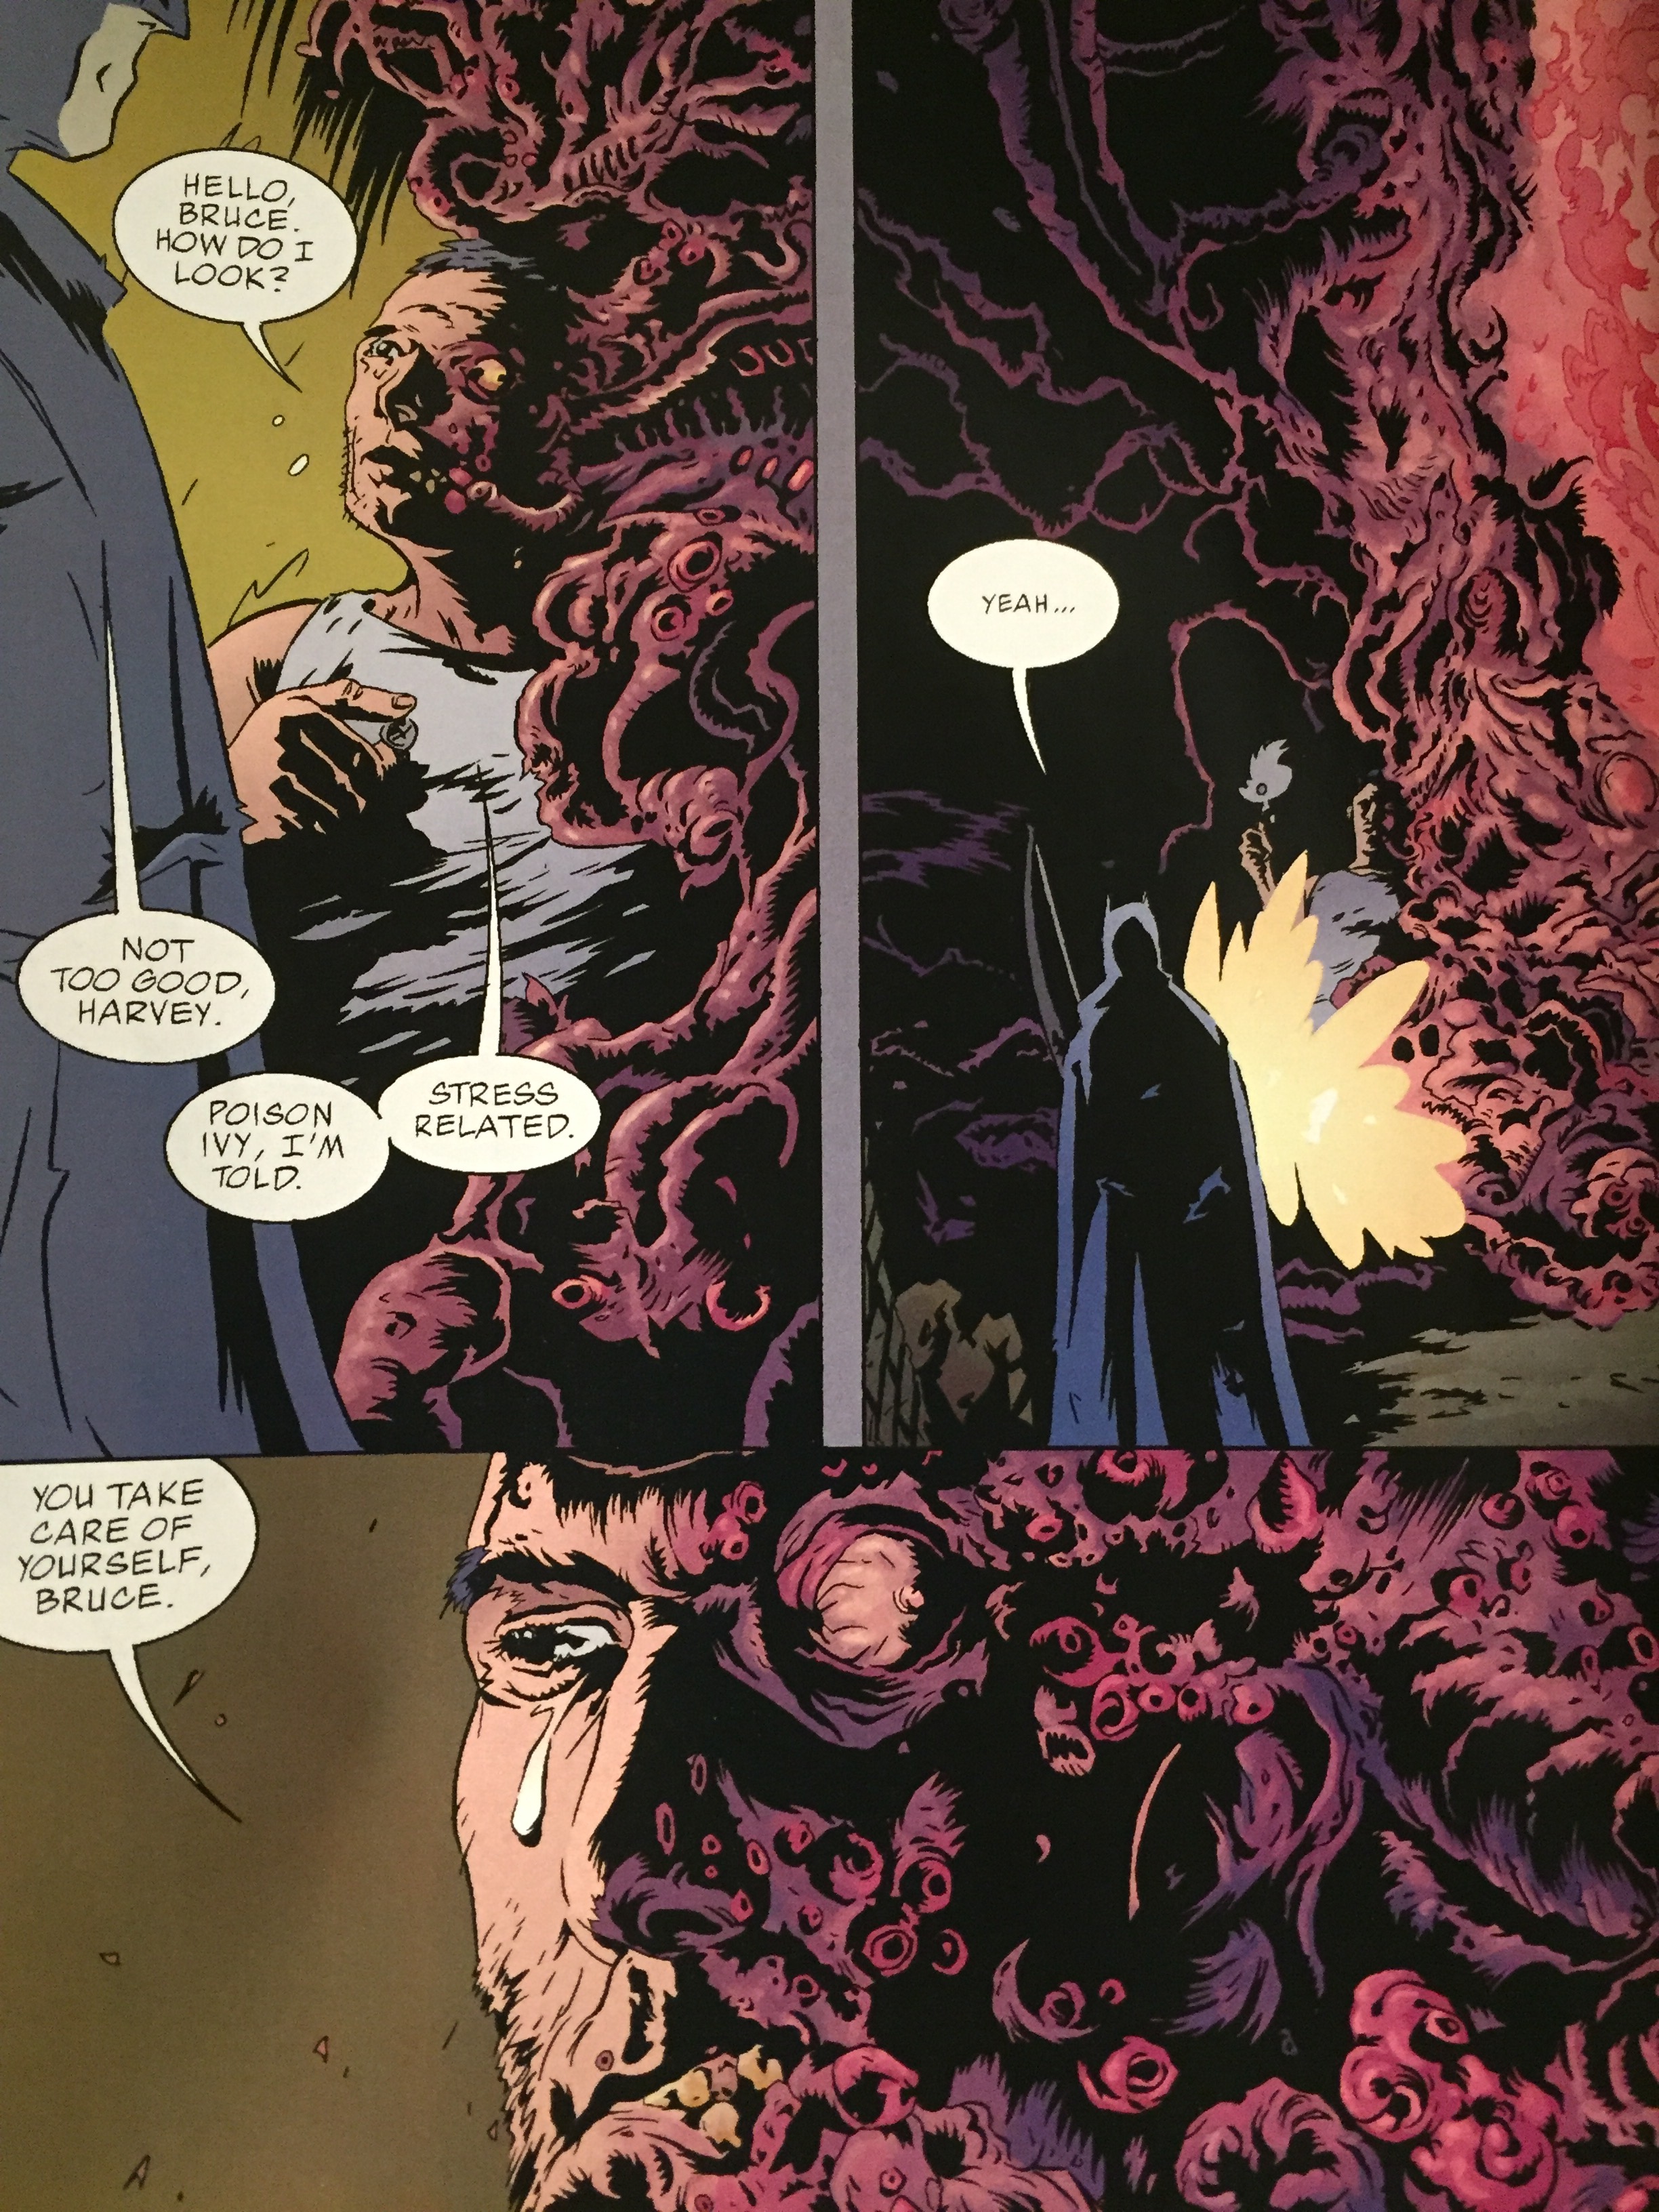 HELLO,
BRUCE.
HOW DO I
LOOK?
NOT
TOO GOOD,
HARVEY.
STRESS
RELATED.
POISON
IVY, I'M
TOLD.
YEAH...
YOU TAKE
CARE OF
YOURSELF,
BRUCE.